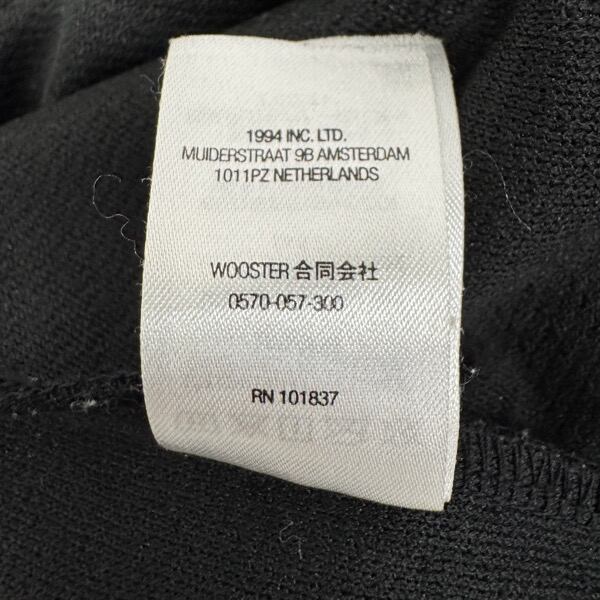 1994 INC. LTD.
MUIDERSTRAAT 9B AMSTERDAM
1011PZ NETHERLANDS
WOOSTER 合同会社
0570-057-300
RN 101837